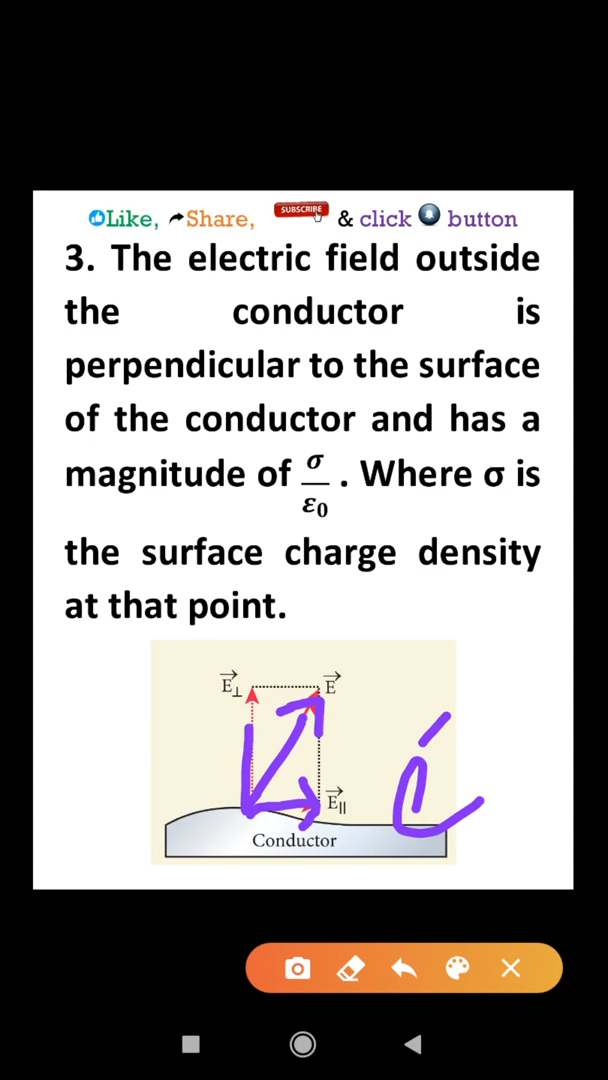 Like, Share, SUBSCRIBE & click button
3. The electric field outside
the conductor is
perpendicular to the surface
of the conductor and has a
magnitude of σ/ε₀ . Where σ is
the surface charge density
at that point.
E⃗⊥ E⃗
E⃗∥
Conductor